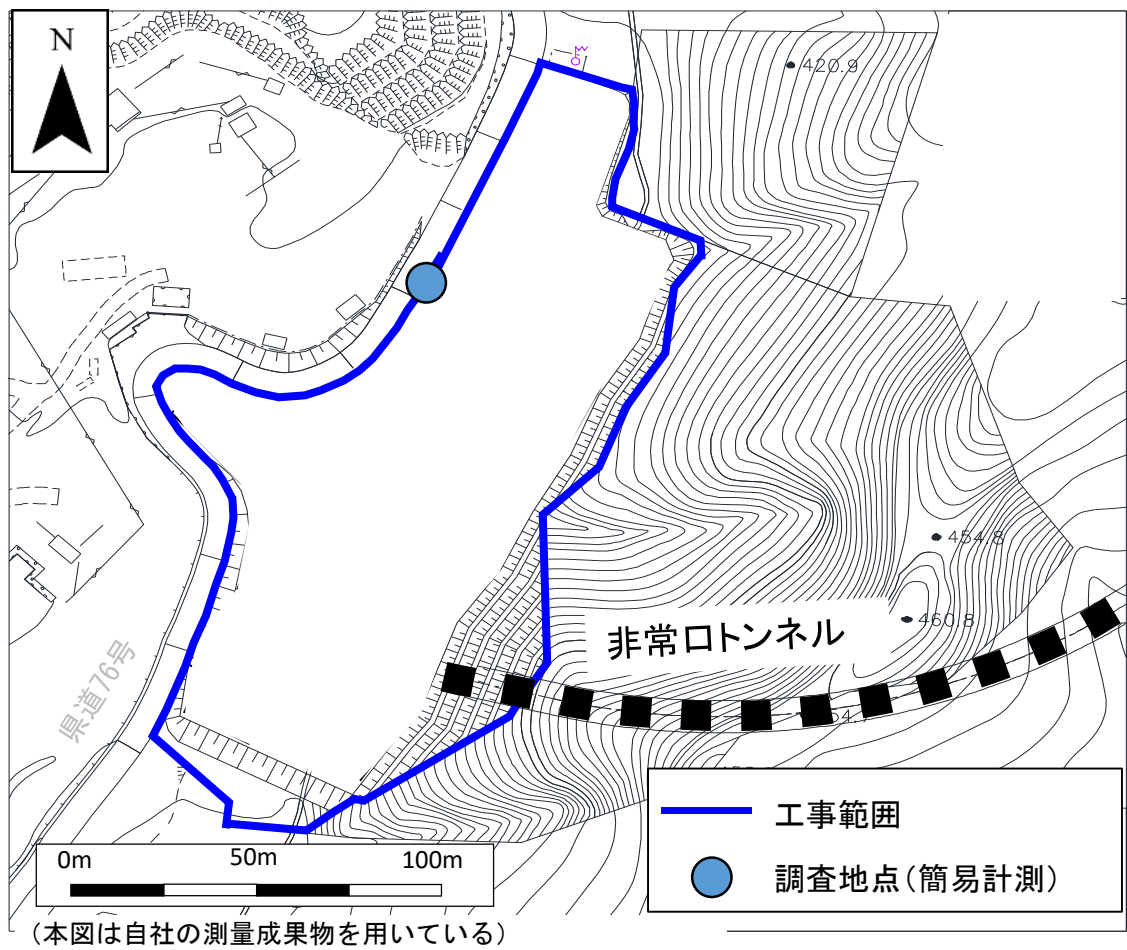 N
420.9
454.8
460.8
非常口トンネル
県道76号
工事範囲
調査地点(簡易計測)
0m 50m 100m
(本図は自社の測量成果物を用いている)